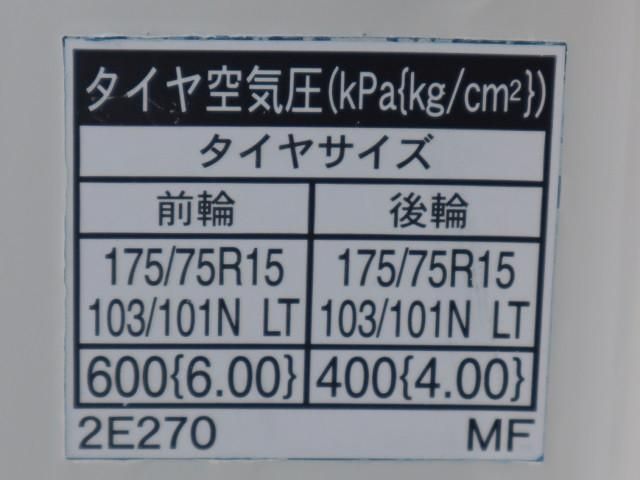 タイヤ空気圧(kPa{kg/cm²})
タイヤサイズ
前輪 後輪
175/75R15 175/75R15
103/101N LT 103/101N LT
600{6.00} 400{4.00}
2E270 MF